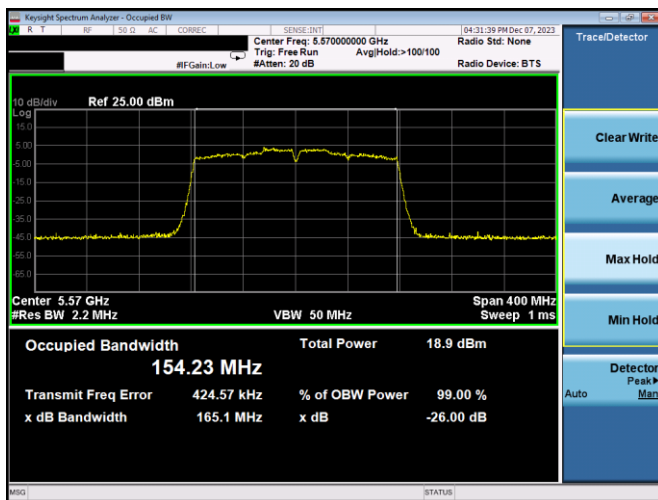 Keysight Spectrum Analyzer - Occupied BW
R T RF 50 Ω AC CORREC SENSE:INT 04:31:39 PM Dec 07, 2023
Center Freq: 5.570000000 GHz Radio Std: None
Trig: Free Run Avg|Hold:>100/100
#IFGain:Low #Atten: 20 dB Radio Device: BTS
Trace/Detector
10 dB/div Ref 25.00 dBm
Log
15.0
5.00
-5.00
-15.0
-25.0
-35.0
-45.0
-55.0
-65.0
Center 5.57 GHz Span 400 MHz
#Res BW 2.2 MHz VBW 50 MHz Sweep 1 ms
Occupied Bandwidth Total Power 18.9 dBm
154.23 MHz
Transmit Freq Error 424.57 kHz % of OBW Power 99.00 %
x dB Bandwidth 165.1 MHz x dB -26.00 dB
Clear Write
Average
Max Hold
Min Hold
Detector
Peak▶
Auto Man
MSG STATUS